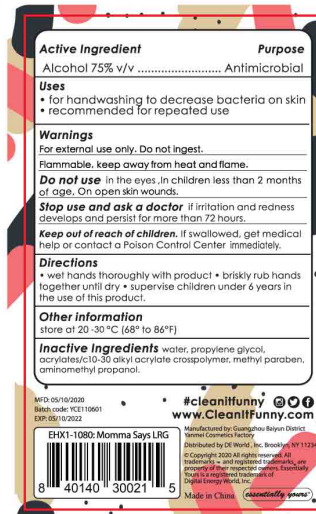 Active Ingredient Purpose
Alcohol 75% v/v ......................... Antimicrobial
Uses
• for handwashing to decrease bacteria on skin
• recommended for repeated use
Warnings
For external use only. Do not ingest.
Flammable, keep away from heat and flame.
Do not use in the eyes ,In children less than 2 months
of age, On open skin wounds.
Stop use and ask a doctor if irritation and redness
develops and persist for more than 72 hours.
Keep out of reach of children. If swallowed, get medical
help or contact a Poison Control Center immediately.
Directions
• wet hands thoroughly with product • briskly rub hands
together until dry • supervise children under 6 years in
the use of this product.
Other information
store at 20 -30 °C (68° to 86°F)
Inactive Ingredients water, propylene glycol,
acrylates/c10-30 alkyl acrylate crosspolymer, methyl paraben,
aminomethyl propanol.
MFD: 05/10/2020
Batch code: YCE110601
EXP: 05/10/2022
EHX1-1080: Momma Says LRG
8 40140 30021 5
#cleanitfunny
www.CleanItFunny.com
Manufactured by: Guangzhou Baiyun District
Yanmei Cosmetics Factory
Distributed by DE World , Inc. Brooklyn, NY 11234
© Copyright 2020 All rights reserved. All
trademarks and registered trademarks, are
property of their respected owners. Essentially
Yours is a registered trademark of
Digital Energy World, Inc.
Made in China essentially yours